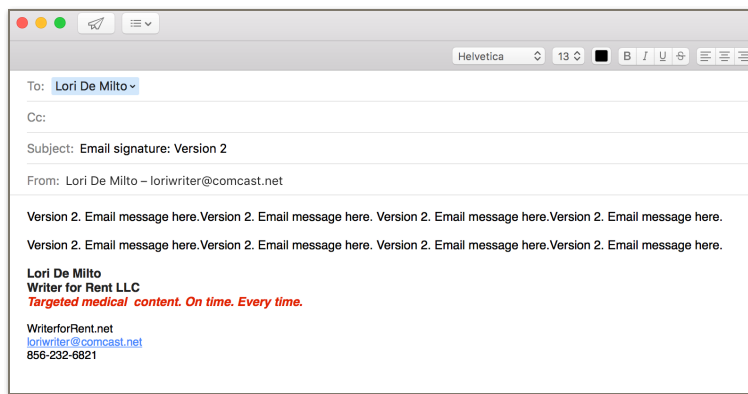 Helvetica 13 B I U S
To: Lori De Milto
Cc:
Subject: Email signature: Version 2
From: Lori De Milto – loriwriter@comcast.net
Version 2. Email message here.Version 2. Email message here. Version 2. Email message here.Version 2. Email message here.
Version 2. Email message here.Version 2. Email message here. Version 2. Email message here.Version 2. Email message here.
Lori De Milto
Writer for Rent LLC
Targeted medical  content. On time. Every time.
WriterforRent.net
loriwriter@comcast.net
856-232-6821